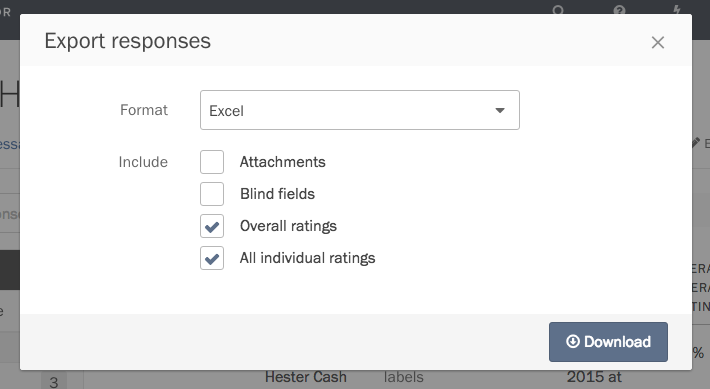 OR
Export responses
Format
Excel
Include
Attachments
Blind fields
Overall ratings
All individual ratings
Download
%
3
Hester Cash
labels
2015 at